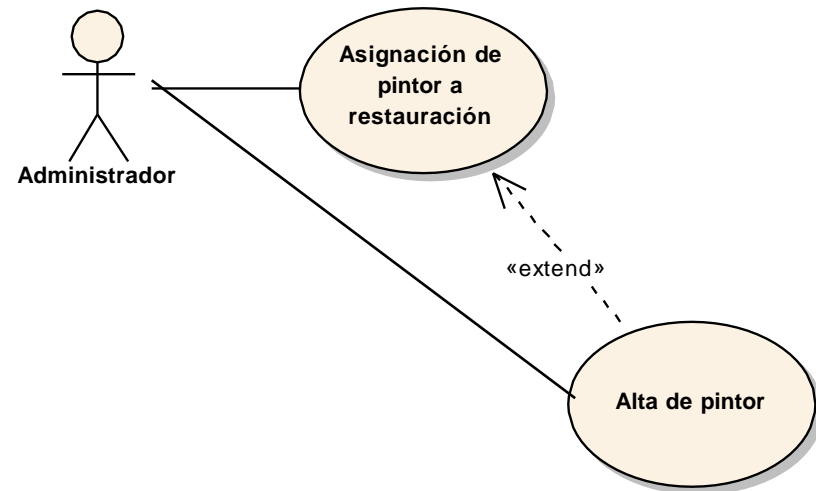 Asignación de
pintor a
restauración
Administrador
«extend»
Alta de pintor